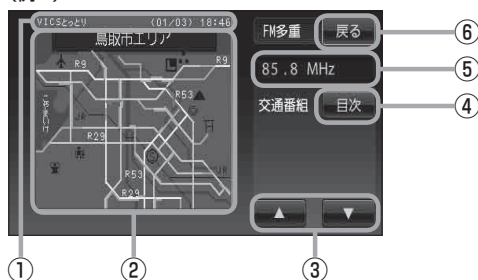 VICSとっとり (01/03) 18:46
FM多重 戻る
鳥取市エリア
85.8 MHz
交通番組 目次
R9
R9
R53
JR
R29
R53
R29
JR
▲ ▼
①
②
③
④
⑤
⑥